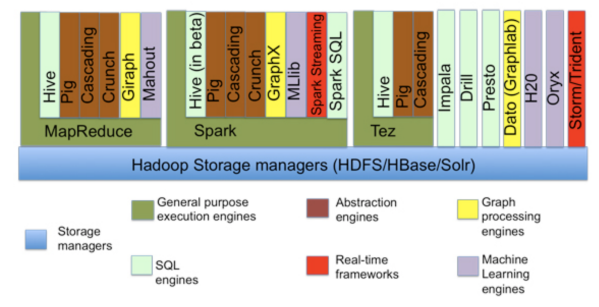 Hive
Pig
Cascading
Crunch
Giraph
Mahout
MapReduce
Hive (in beta)
Pig
Cascading
Crunch
GraphX
MLlib
Spark Streaming
Spark SQL
Spark
Hive
Pig
Cascading
Tez
Impala
Drill
Presto
Dato (Graphlab)
H20
Oryx
Storm/Trident
Hadoop Storage managers (HDFS/HBase/Solr)
Storage
managers
General purpose
execution engines
SQL
engines
Abstraction
engines
Real-time
frameworks
Graph
processing
engines
Machine
Learning
engines